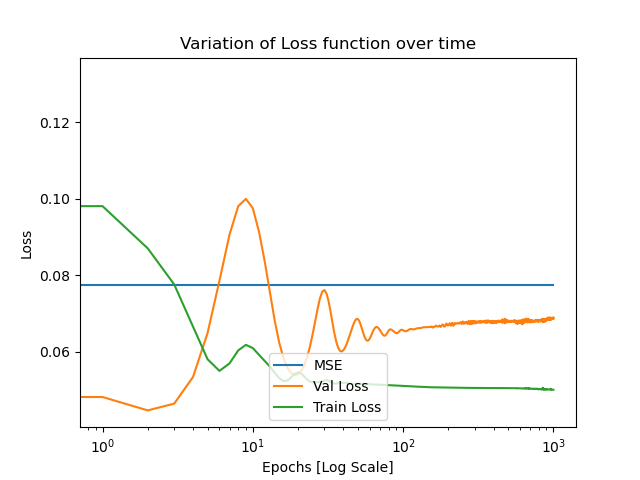 Variation of Loss function over time
0.12
0.10
0.08
0.06
Loss
MSE
Val Loss
Train Loss
10⁰ 10¹ 10² 10³
Epochs [Log Scale]